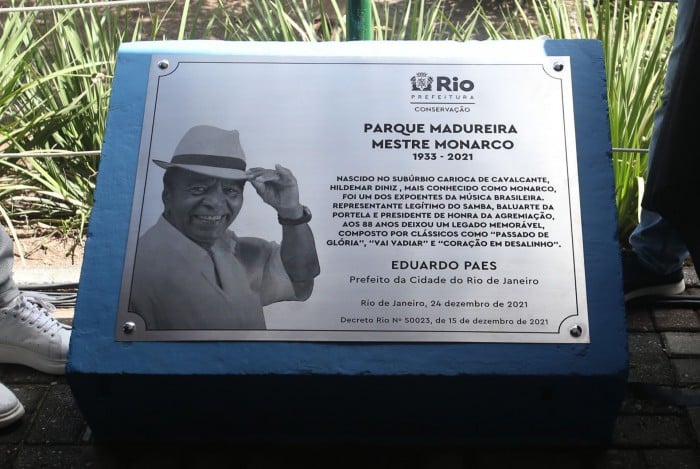 Rio
PREFEITURA
CONSERVAÇÃO
PARQUE MADUREIRA
MESTRE MONARCO
1933 - 2021
NASCIDO NO SUBÚRBIO CARIOCA DE CAVALCANTE,
HILDEMAR DINIZ , MAIS CONHECIDO COMO MONARCO,
FOI UM DOS EXPOENTES DA MÚSICA BRASILEIRA.
REPRESENTANTE LEGÍTIMO DO SAMBA, BALUARTE DA
PORTELA E PRESIDENTE DE HONRA DA AGREMIAÇÃO,
AOS 88 ANOS DEIXOU UM LEGADO MEMORÁVEL,
COMPOSTO POR CLÁSSICOS COMO “PASSADO DE
GLÓRIA”, “VAI VADIAR” E “CORAÇÃO EM DESALINHO”.
EDUARDO PAES
Prefeito da Cidade do Rio de Janeiro
Rio de Janeiro, 24 dezembro de 2021
Decreto Rio Nº 50023, de 15 de dezembro de 2021